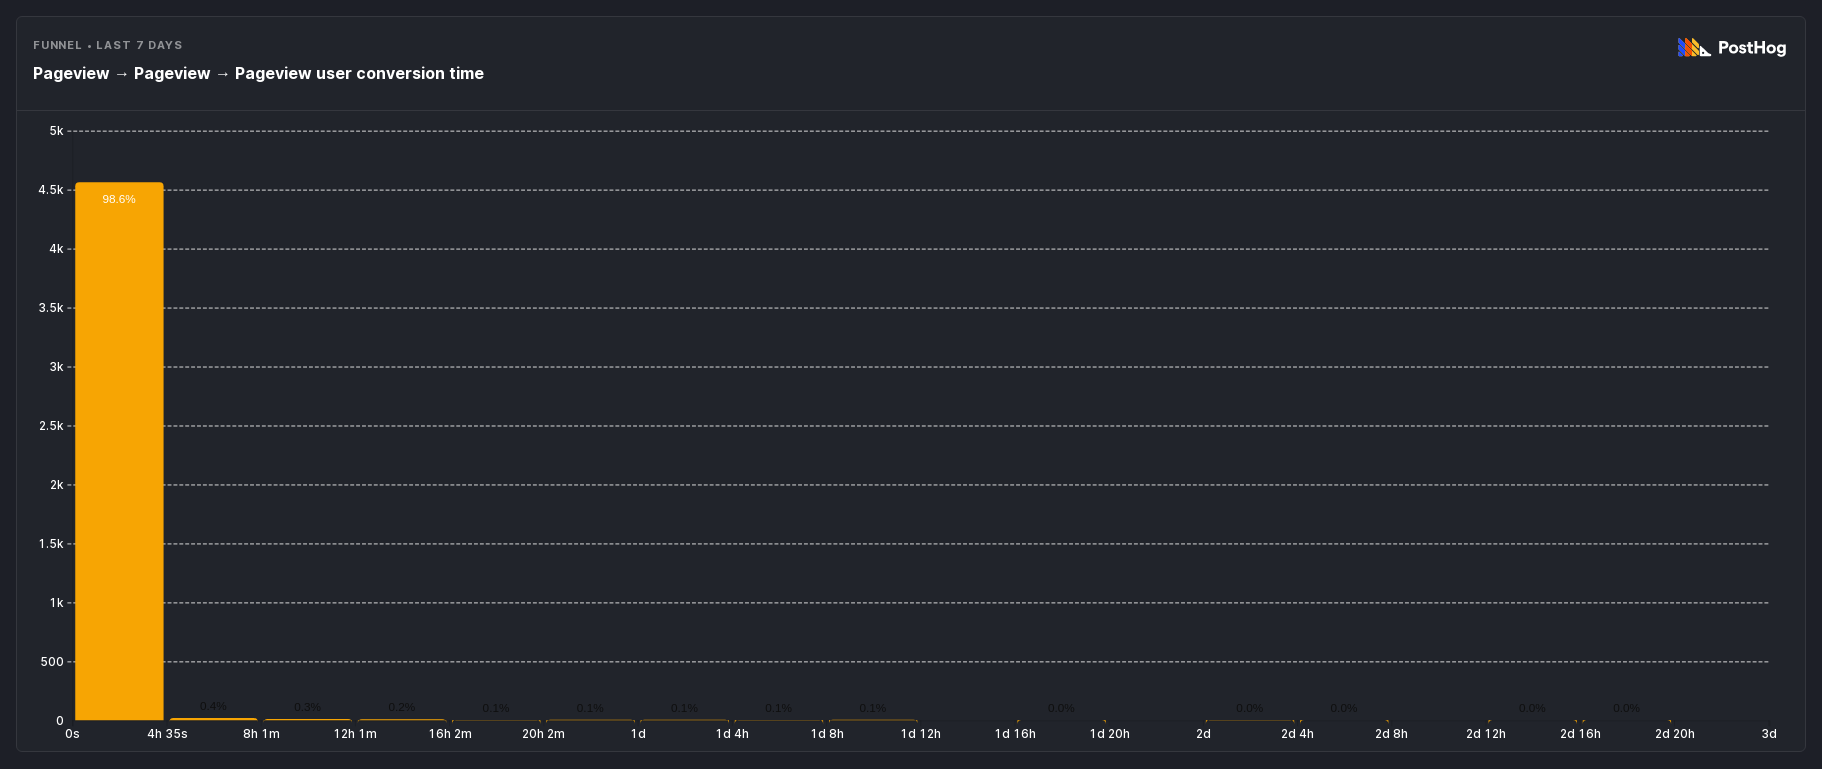 FUNNEL • LAST 7 DAYS
PostHog
Pageview → Pageview → Pageview user conversion time
5k
4.5k
98.6%
4k
3.5k
3k
2.5k
2k
1.5k
1k
500
0.4% 0.3% 0.2% 0.1% 0.1% 0.1% 0.1% 0.1% 0.0% 0.0% 0.0% 0.0% 0.0%
0
0s 4h 35s 8h 1m 12h 1m 16h 2m 20h 2m 1d 1d 4h 1d 8h 1d 12h 1d 16h 1d 20h 2d 2d 4h 2d 8h 2d 12h 2d 16h 2d 20h 3d